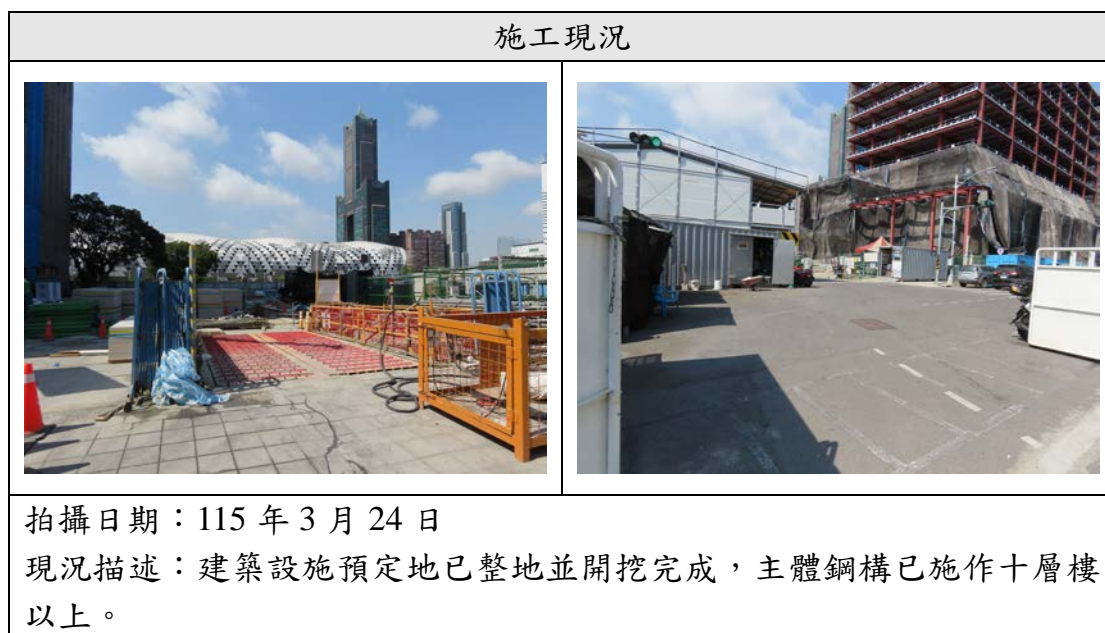 施工現況
拍攝日期：115 年 3 月 24 日
現況描述：建築設施預定地已整地並開挖完成，主體鋼構已施作十層樓
以上。